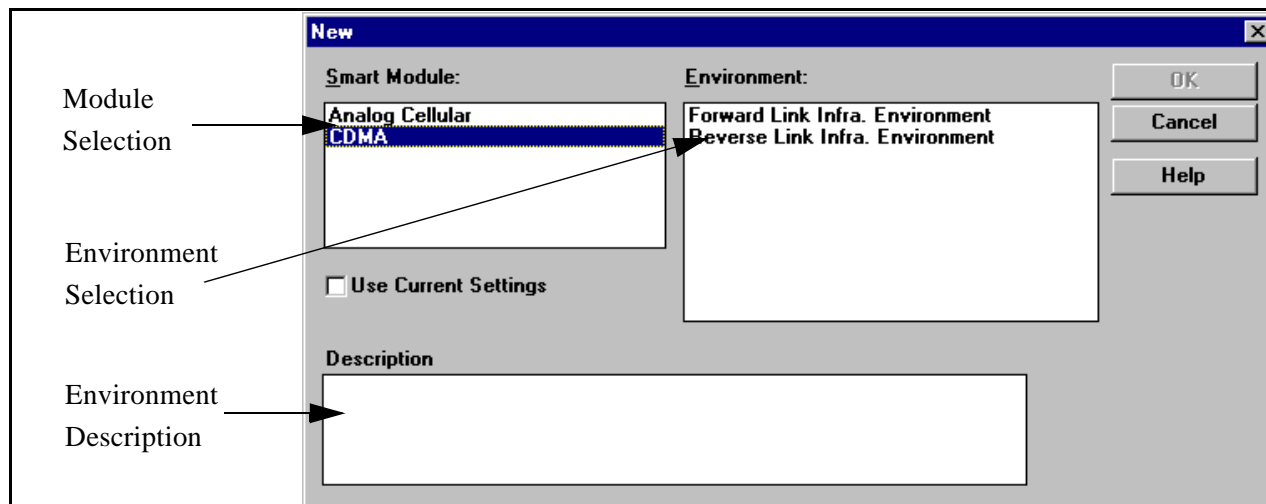 New
Smart Module:
Environment:
OK
Module
Selection
Analog Cellular
CDMA
Forward Link Infra. Environment
Reverse Link Infra. Environment
Cancel
Help
Environment
Selection
Use Current Settings
Description
Environment
Description